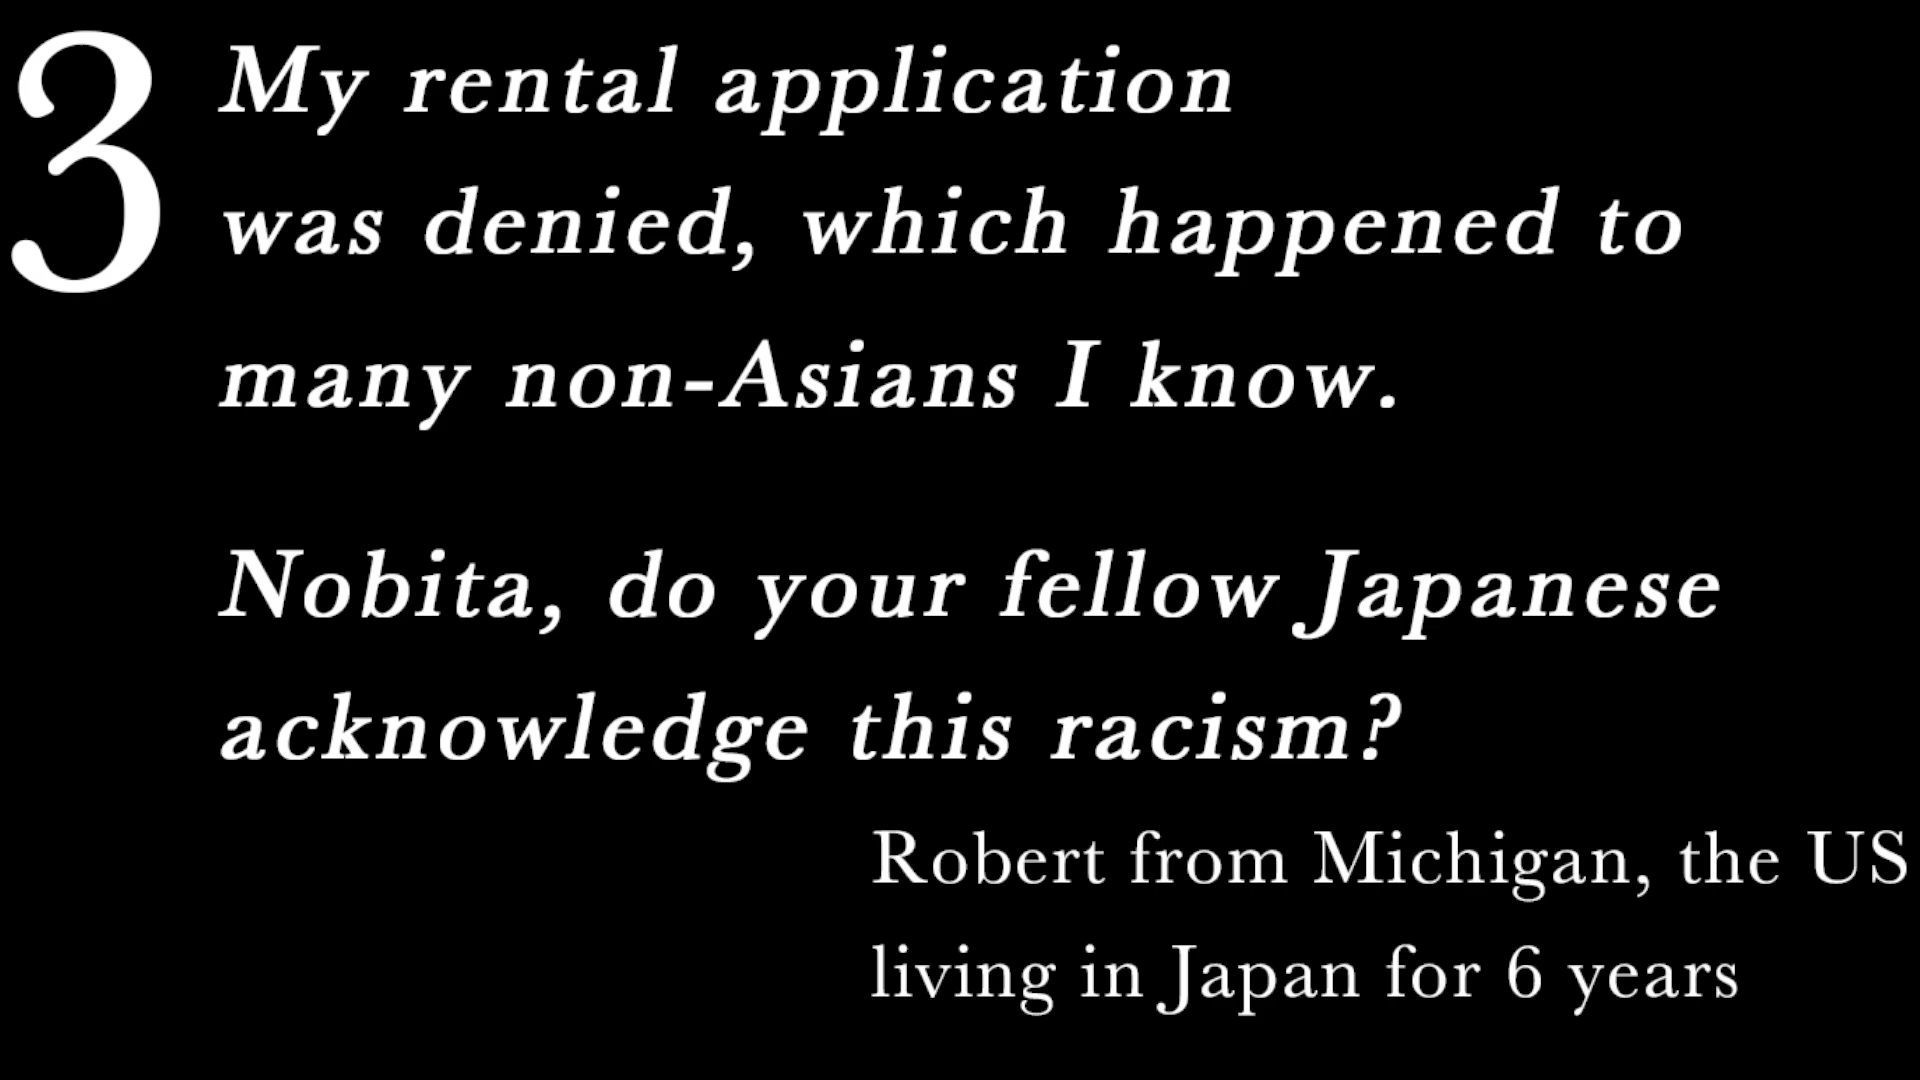 3
My rental application
was denied, which happened to
many non-Asians I know.
Nobita, do your fellow Japanese
acknowledge this racism?
Robert from Michigan, the US
living in Japan for 6 years